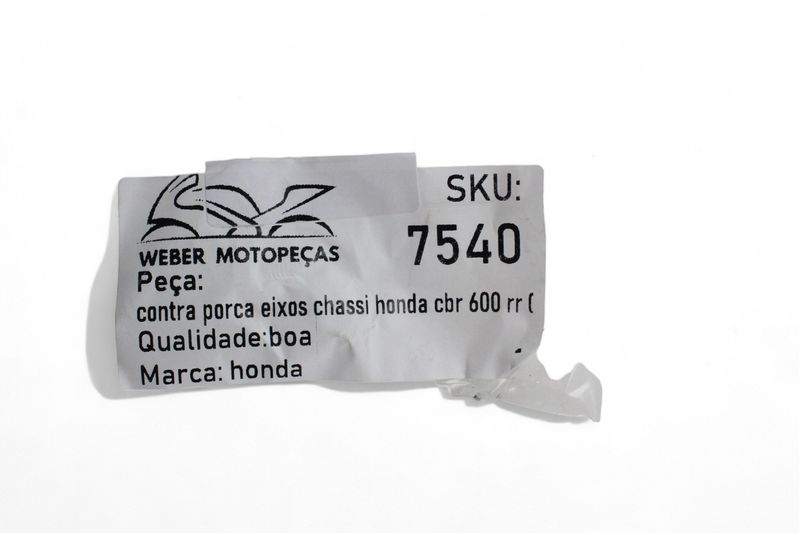 SKU:
WEBER MOTOPEÇAS
7540
Peça:
contra porca eixos chassi honda cbr 600 rr (
Qualidade:boa
Marca: honda